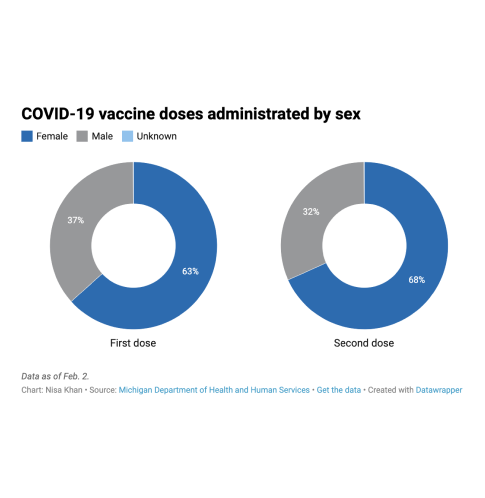 COVID-19 vaccine doses administrated by sex
Female Male Unknown
37%
63%
32%
68%
First dose
Second dose
Data as of Feb. 2.
Chart: Nisa Khan • Source: Michigan Department of Health and Human Services • Get the data • Created with Datawrapper